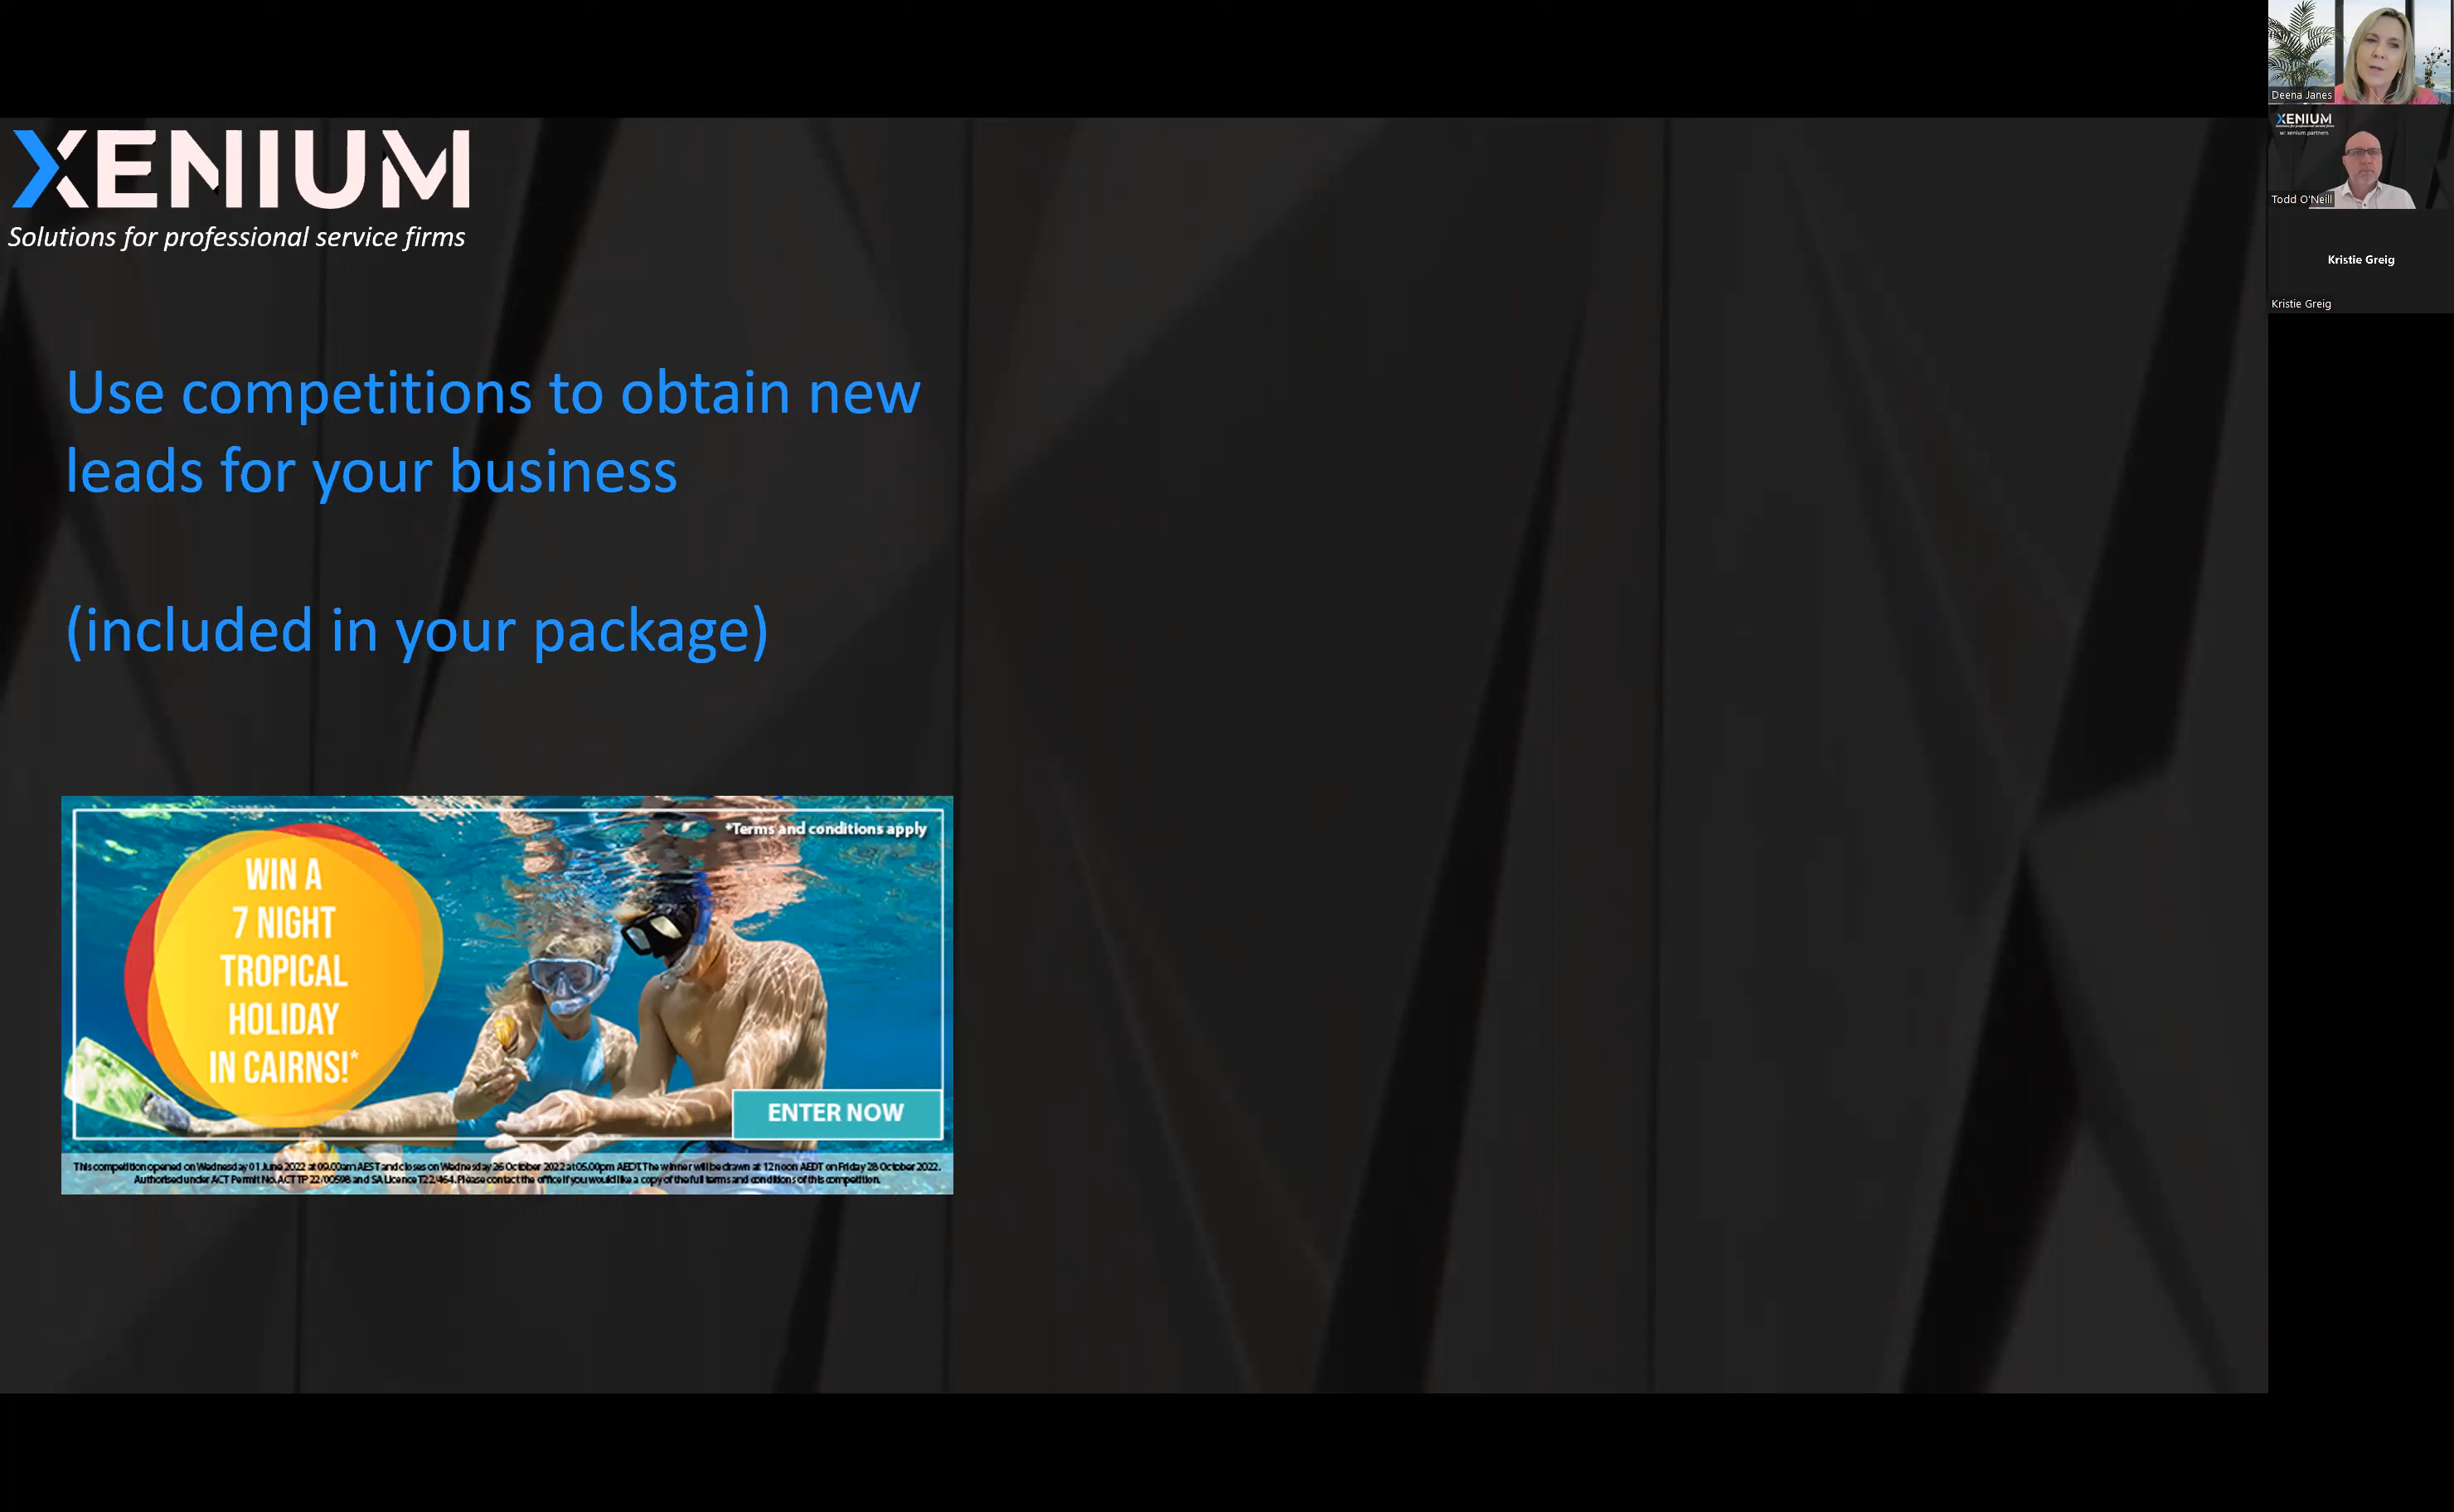 XENIUM
Solutions for professional service firms
Use competitions to obtain new
leads for your business
(included in your package)
*Terms and conditions apply
WIN A
7 NIGHT
TROPICAL
HOLIDAY
IN CAIRNS!*
ENTER NOW
This competition opened on Wednesday 01 June 2022 at 09.00am AEST and closes on Wednesday 26 October 2022 at 05.00pm AEDT. The winner will be drawn at 12 noon AEDT on Friday 28 October 2022.
Authorised under ACT Permit No. ACT TP 22/00598 and SA Licence T22/464. Please contact the office if you would like a copy of the full terms and conditions of this competition.
Deena Janes
XENIUM
Todd O'Neill
Kristie Greig
Kristie Greig